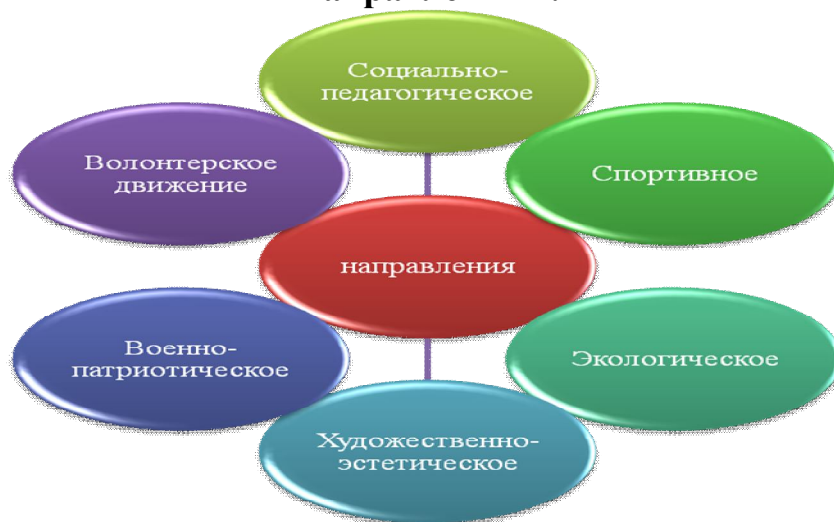 Социально-
педагогическое
Волонтерское
движение
Спортивное
направления
Военно-
патриотическое
Экологическое
Художественно-
эстетическое